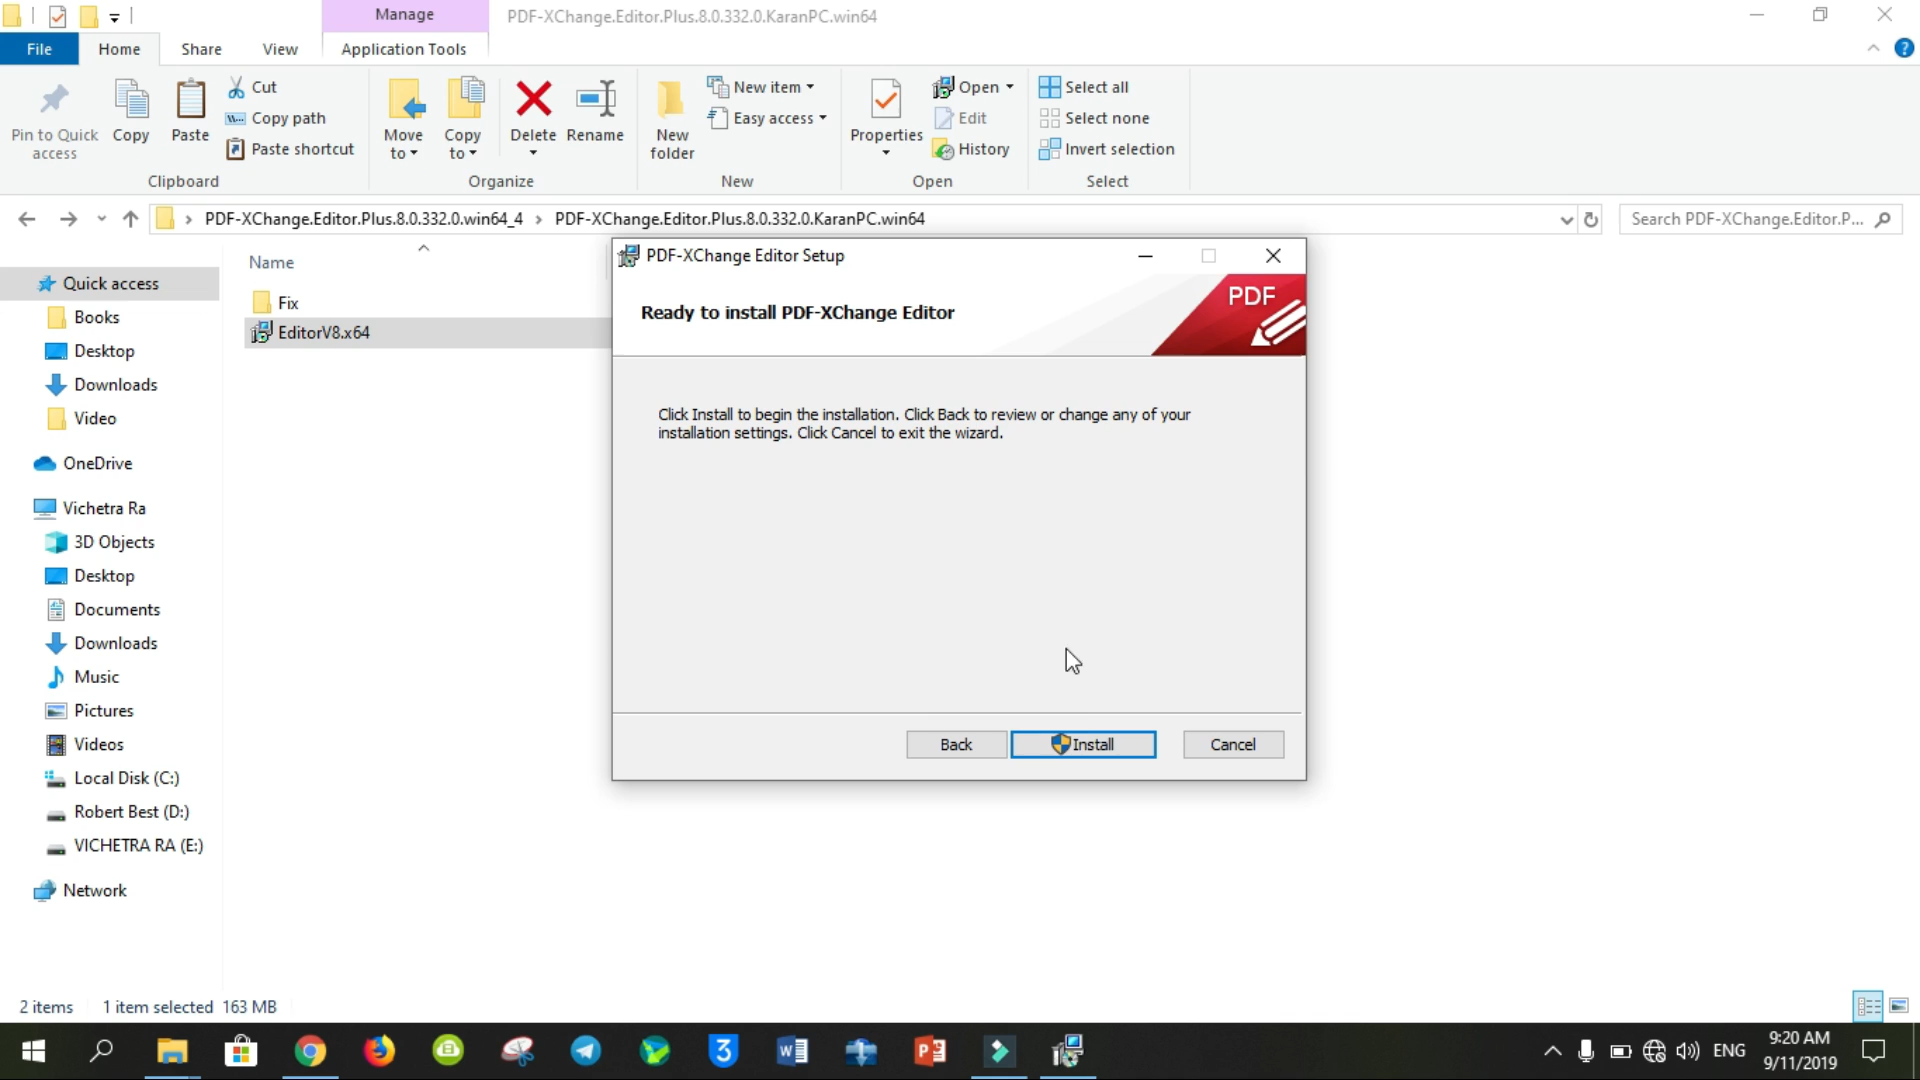 Manage
PDF-XChange.Editor.Plus.8.0.332.0.KaranPC.win64
File
Home
Share
View
Application Tools
Pin to Quick access
Copy
Paste
Cut
W... Copy path
Paste shortcut
Move to
Copy to
Delete
Rename
New folder
New item
Easy access
Properties
Open
Edit
History
Select all
Select none
Invert selection
Clipboard
Organize
New
Open
Select
PDF-XChange.Editor.Plus.8.0.332.0.win64_4 > PDF-XChange.Editor.Plus.8.0.332.0.KaranPC.win64
Search PDF-XChange.Editor.P...
Name
Fix
EditorV8.x64
Quick access
Books
Desktop
Downloads
Video
OneDrive
Vichetra Ra
3D Objects
Desktop
Documents
Downloads
Music
Pictures
Videos
Local Disk (C:)
Robert Best (D:)
VICHETRA RA (E:)
Network
PDF-XChange Editor Setup
PDF
Ready to install PDF-XChange Editor
Click Install to begin the installation. Click Back to review or change any of your
installation settings. Click Cancel to exit the wizard.
Back
Install
Cancel
2 items
1 item selected 163 MB
ENG
9:20 AM
9/11/2019